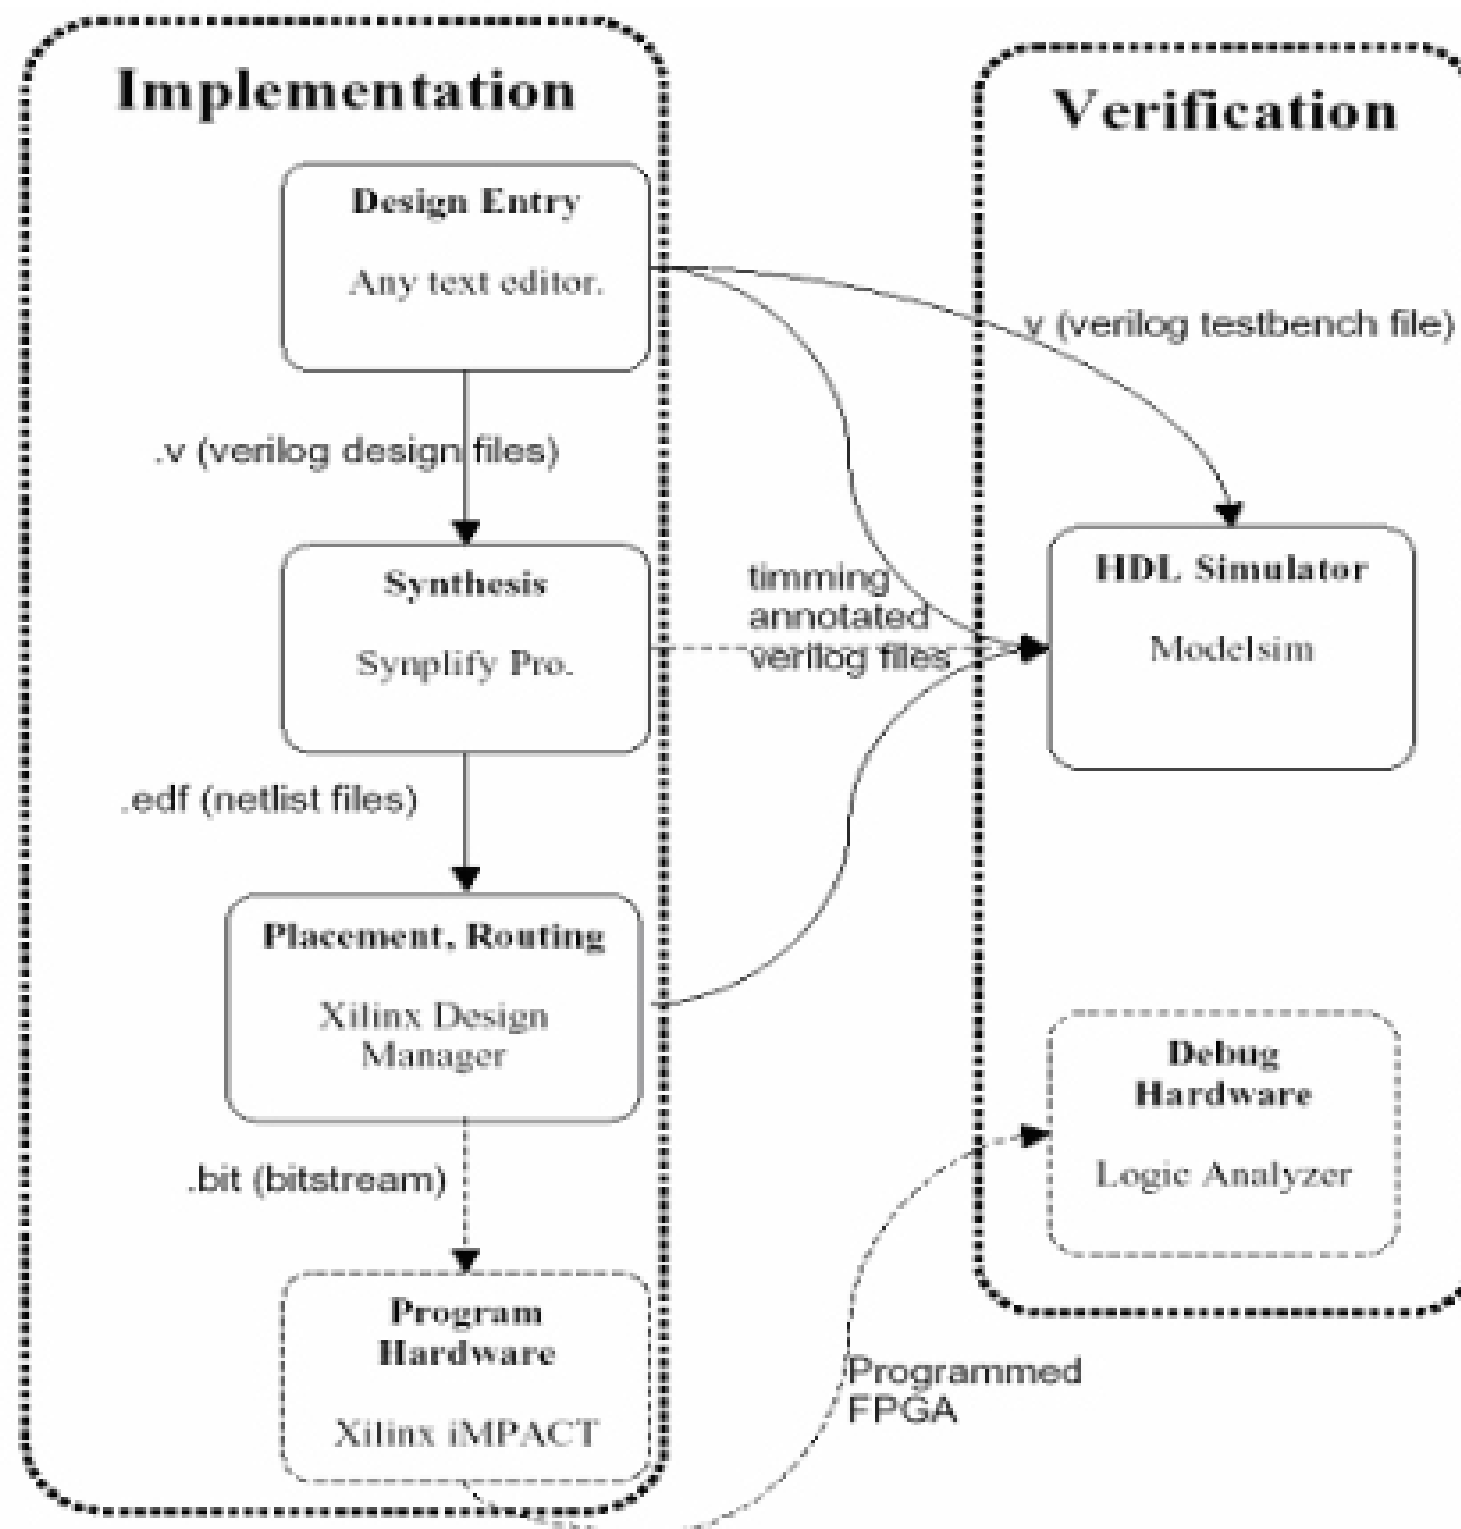 Implementation
Design Entry
Any text editor.
.v (verilog design files)
Synthesis
Synplify Pro.
.edf (netlist files)
Placement, Routing
Xilinx Design
Manager
.bit (bitstream)
Program
Hardware
Xilinx iMPACT
timming
annotated
verilog files
Programmed
FPGA
Verification
.v (verilog testbench file)
HDL Simulator
Modelsim
Debug
Hardware
Logic Analyzer